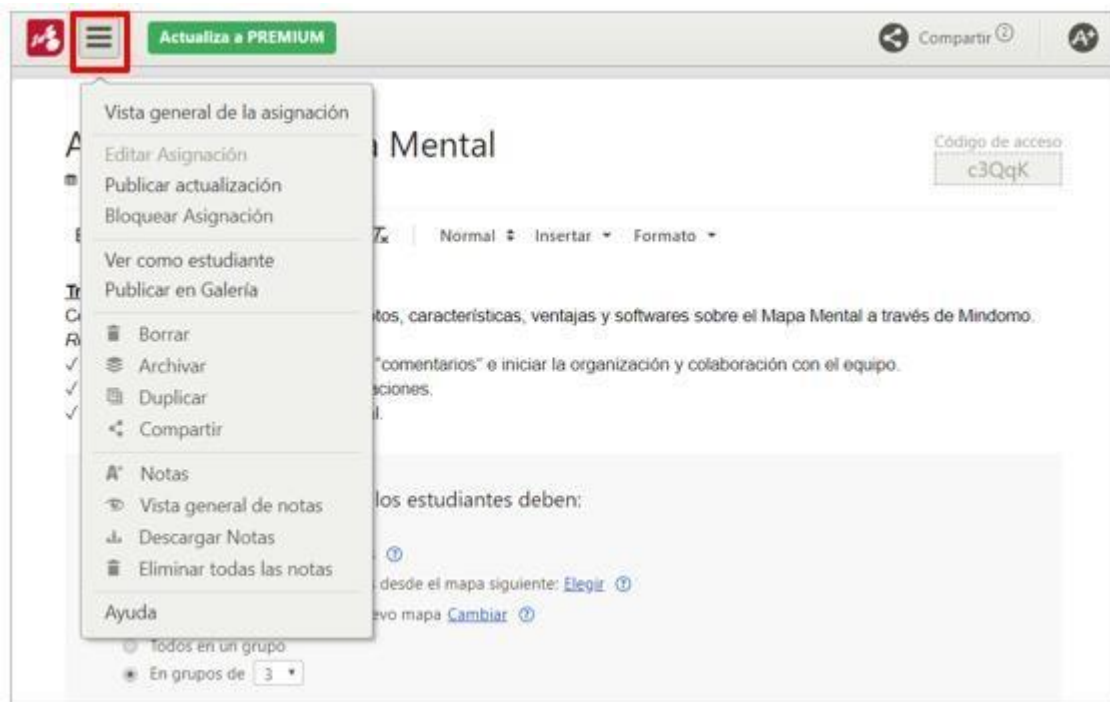 Actualiza a PREMIUM
Compartir ②
A⁺
Vista general de la asignación
A Mental
Código de acceso
Editar Asignación
c3QqK
Publicar actualización
Bloquear Asignación
Normal Insertar Formato
Ver como estudiante
Publicar en Galería
tos, características, ventajas y softwares sobre el Mapa Mental a través de Mindomo.
Borrar
Archivar
√ "comentarios" e iniciar la organización y colaboración con el equipo.
Duplicar
√ aciones.
Compartir
Notas
Vista general de notas
los estudiantes deben:
Descargar Notas
Eliminar todas las notas
desde el mapa siguiente: Elegir
Ayuda
evo mapa Cambiar
Todos en un grupo
En grupos de 3